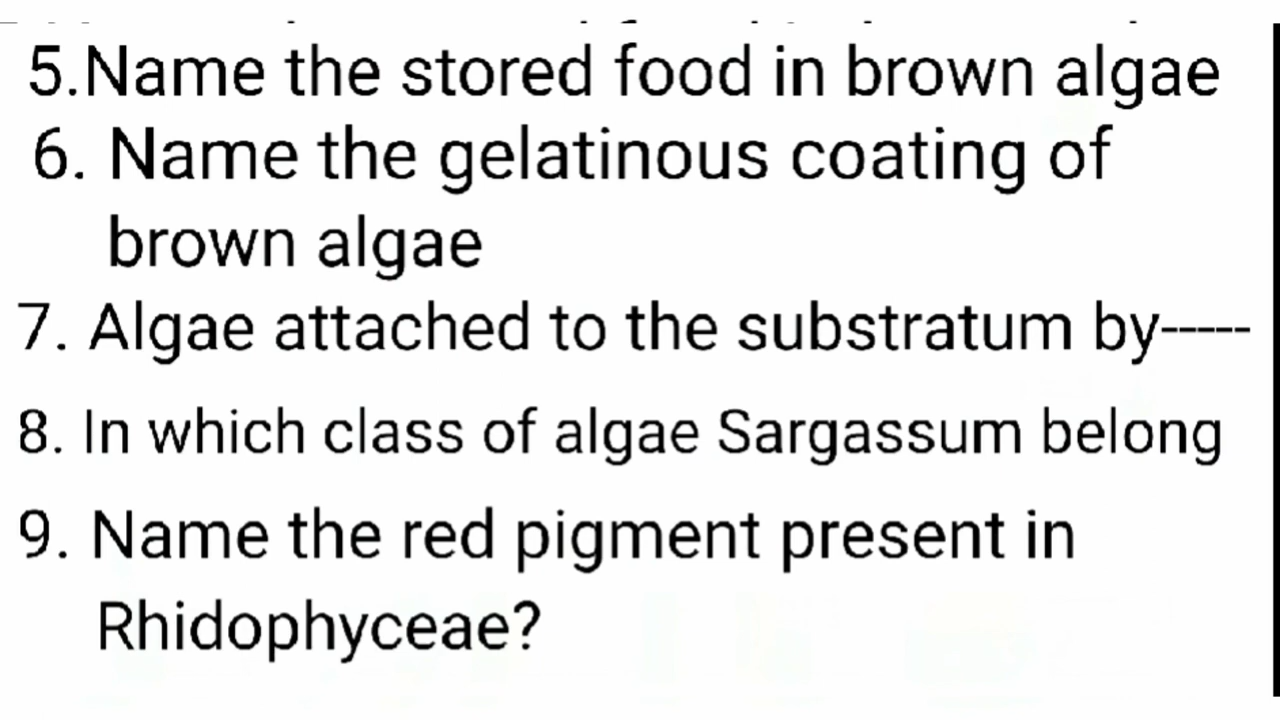 5.Name the stored food in brown algae
6. Name the gelatinous coating of
brown algae
7. Algae attached to the substratum by-----
8. In which class of algae Sargassum belong
9. Name the red pigment present in
Rhidophyceae?